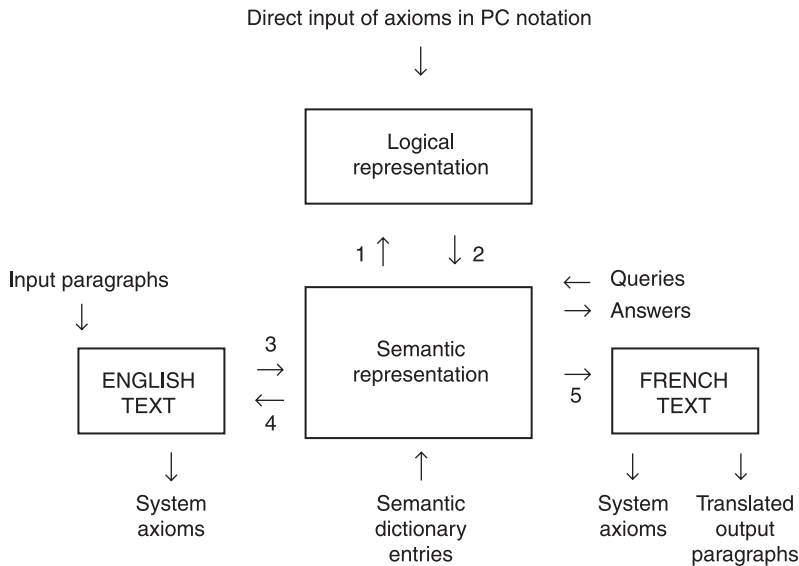 Direct input of axioms in PC notation
Logical
representation
1
2
Input paragraphs
Queries
Answers
3
ENGLISH
TEXT
4
Semantic
representation
5
FRENCH
TEXT
System
axioms
Semantic
dictionary
entries
System
axioms
Translated
output
paragraphs